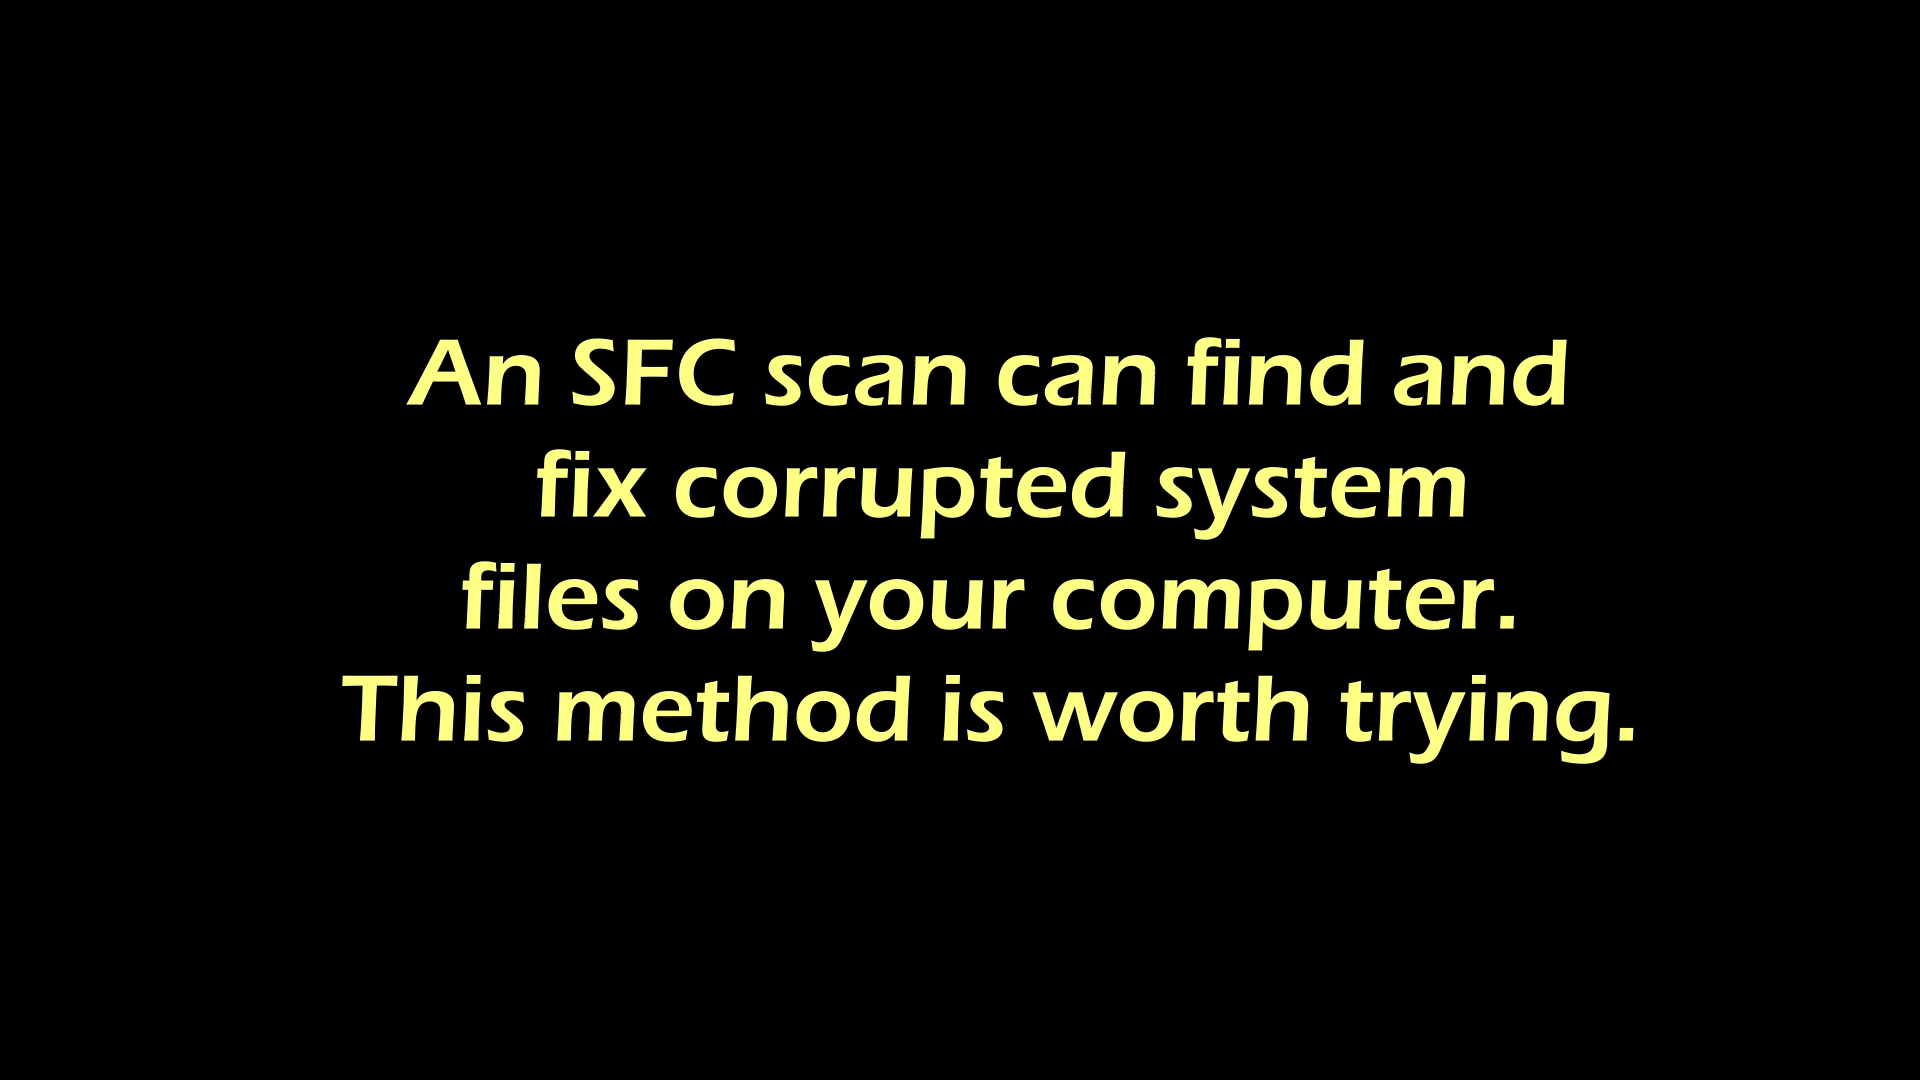 An SFC scan can find and
fix corrupted system
files on your computer.
This method is worth trying.